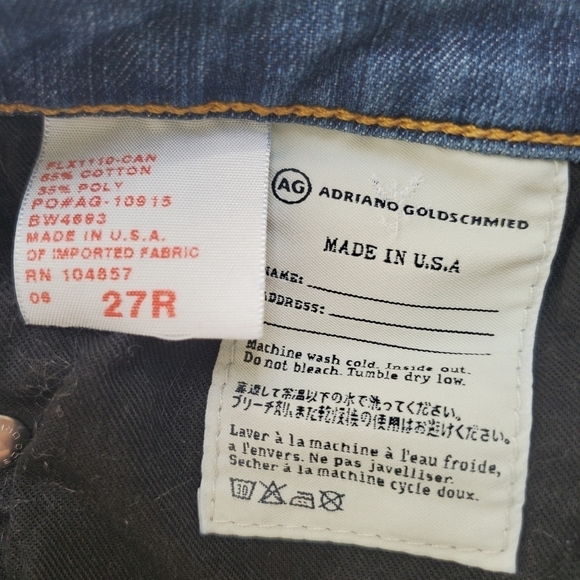 FLX1110-CAN
65% COTTON
35% POLY
PO#AG-10915
BW4693
MADE IN U.S.A.
OF IMPORTED FABRIC
RN 104857
06 27R
AG ADRIANO GOLDSCHMIED
MADE IN U.S.A
NAME:
ADDRESS:
Machine wash cold. Inside out.
Do not bleach. Tumble dry low.
裏返して常温以下の水で洗ってください。
ブリーチ剤、また乾燥機の使用はお避けください。
Laver à la machine à l'eau froide,
a l'envers. Ne pas javelliser.
Secher à la machine cycle doux.
30